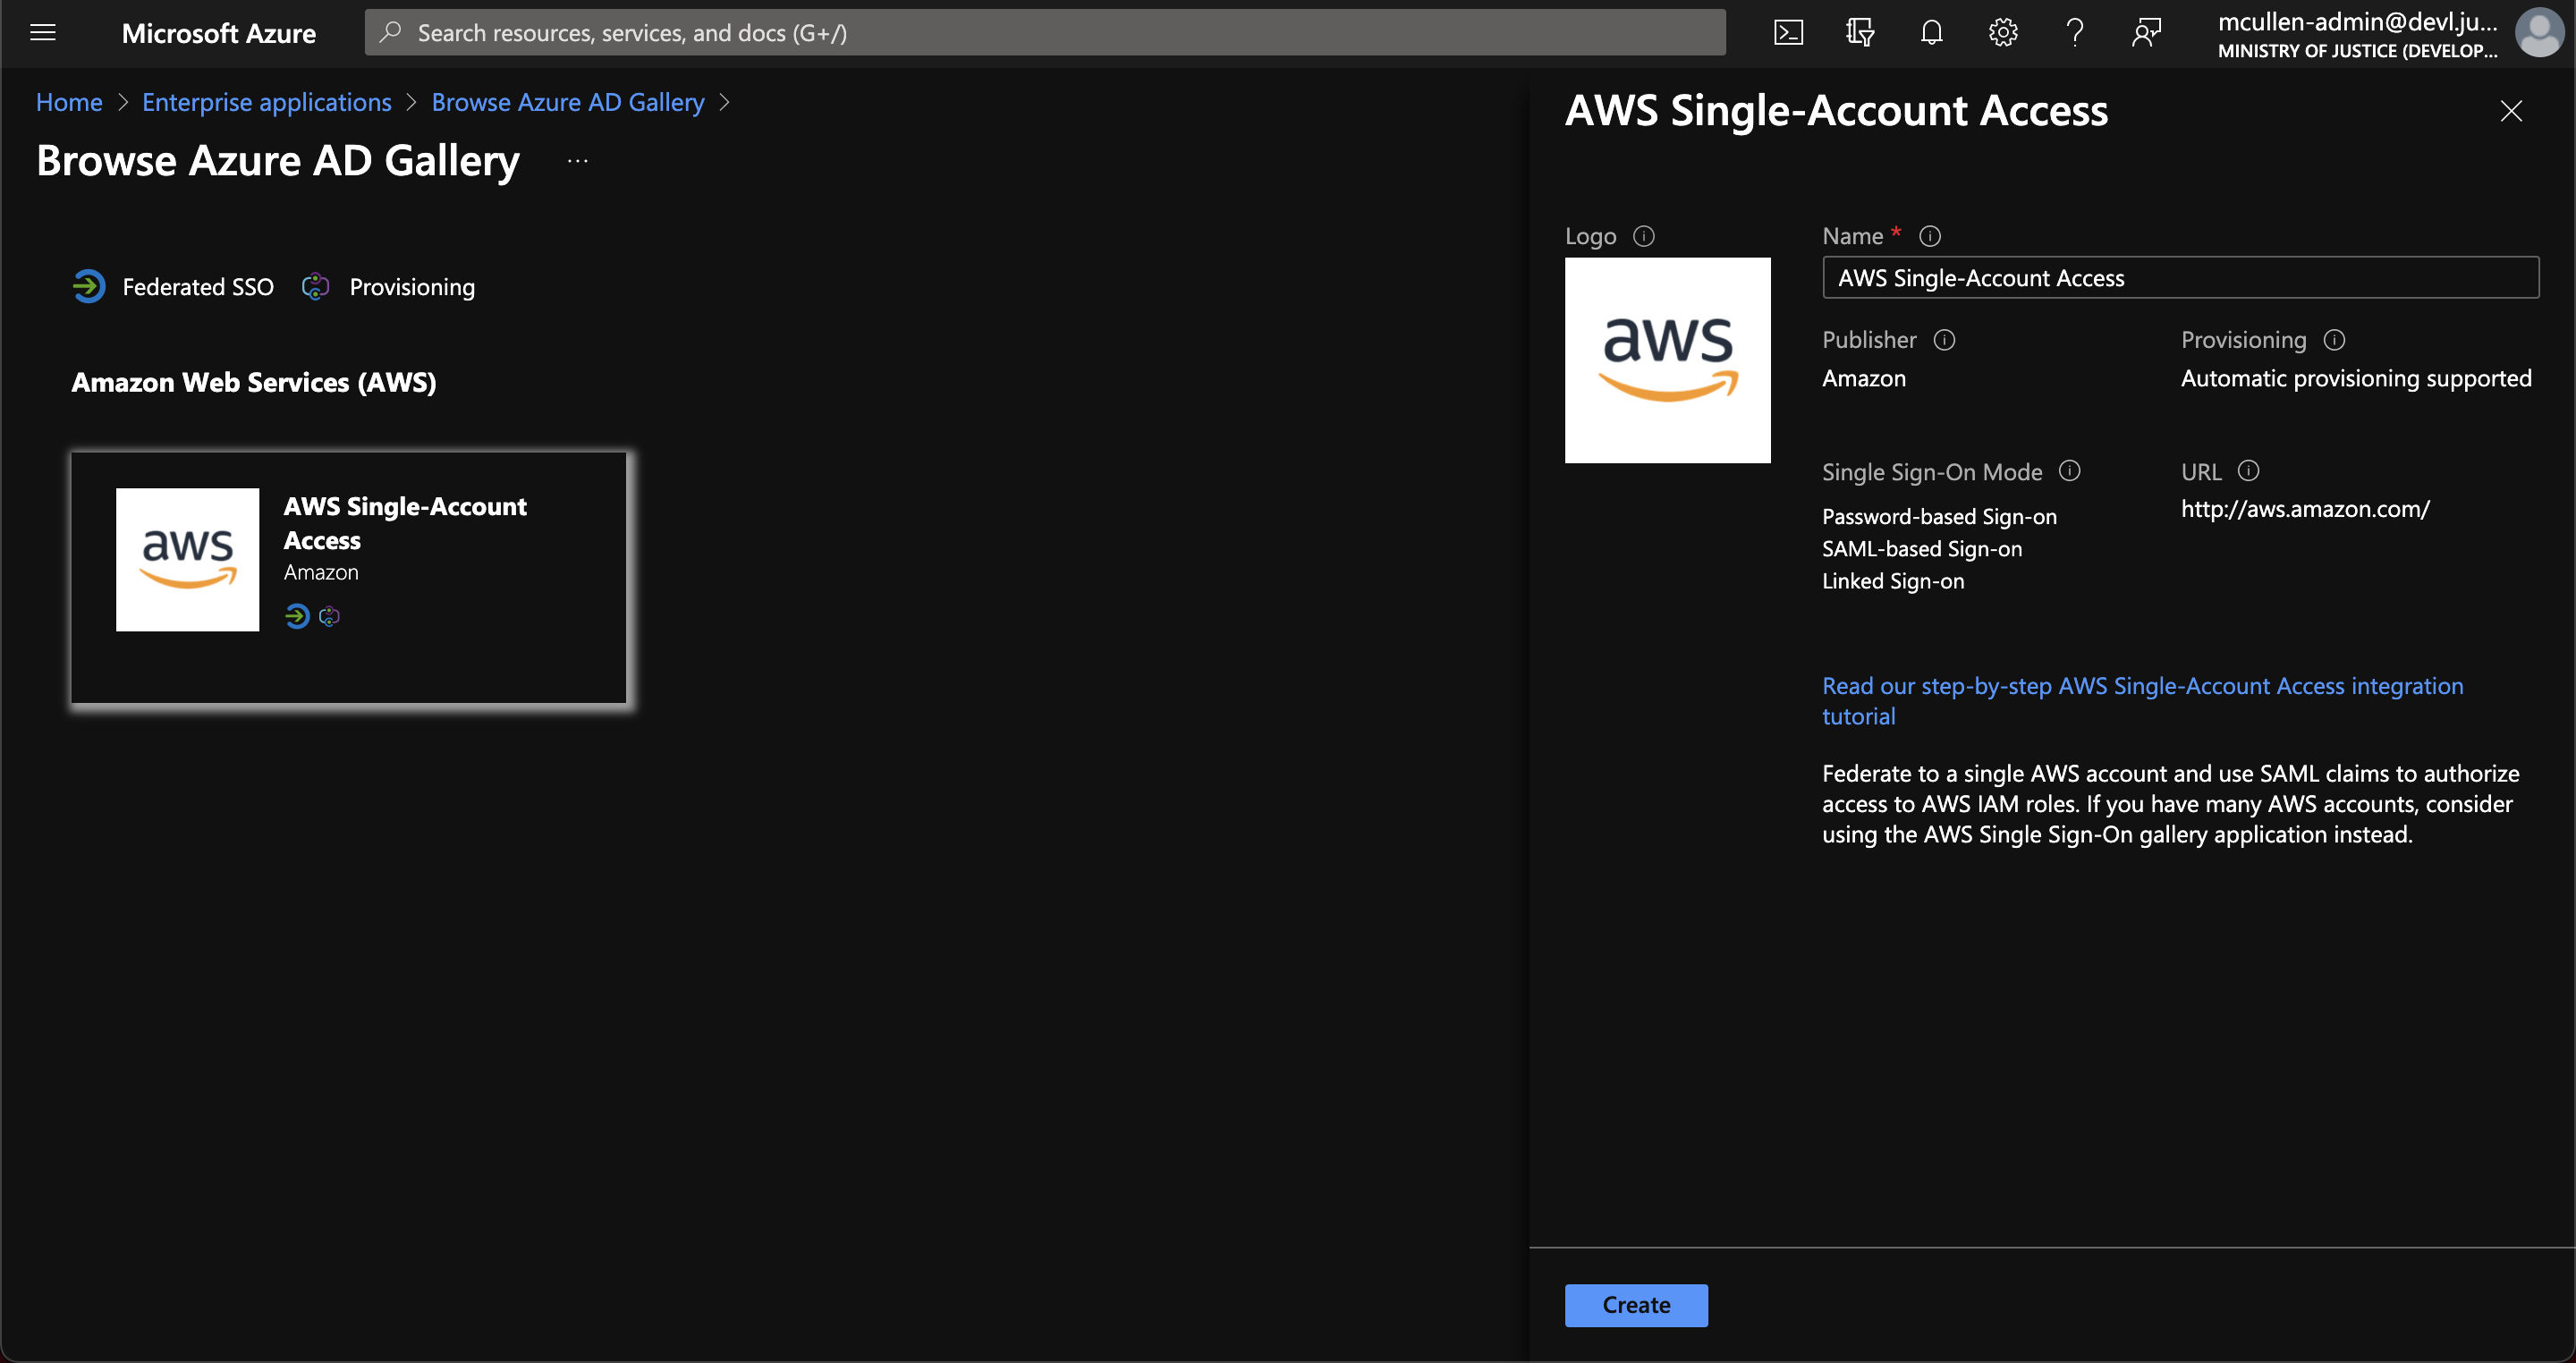 Microsoft Azure
Search resources, services, and docs (G+/)
mcullen-admin@devl.ju...
MINISTRY OF JUSTICE (DEVELOP...
Home > Enterprise applications > Browse Azure AD Gallery >
Browse Azure AD Gallery ...
Federated SSO Provisioning
Amazon Web Services (AWS)
aws
AWS Single-Account
Access
Amazon
AWS Single-Account Access
Logo
aws
Name *
AWS Single-Account Access
Publisher
Amazon
Provisioning
Automatic provisioning supported
Single Sign-On Mode
Password-based Sign-on
SAML-based Sign-on
Linked Sign-on
URL
http://aws.amazon.com/
Read our step-by-step AWS Single-Account Access integration
tutorial
Federate to a single AWS account and use SAML claims to authorize
access to AWS IAM roles. If you have many AWS accounts, consider
using the AWS Single Sign-On gallery application instead.
Create